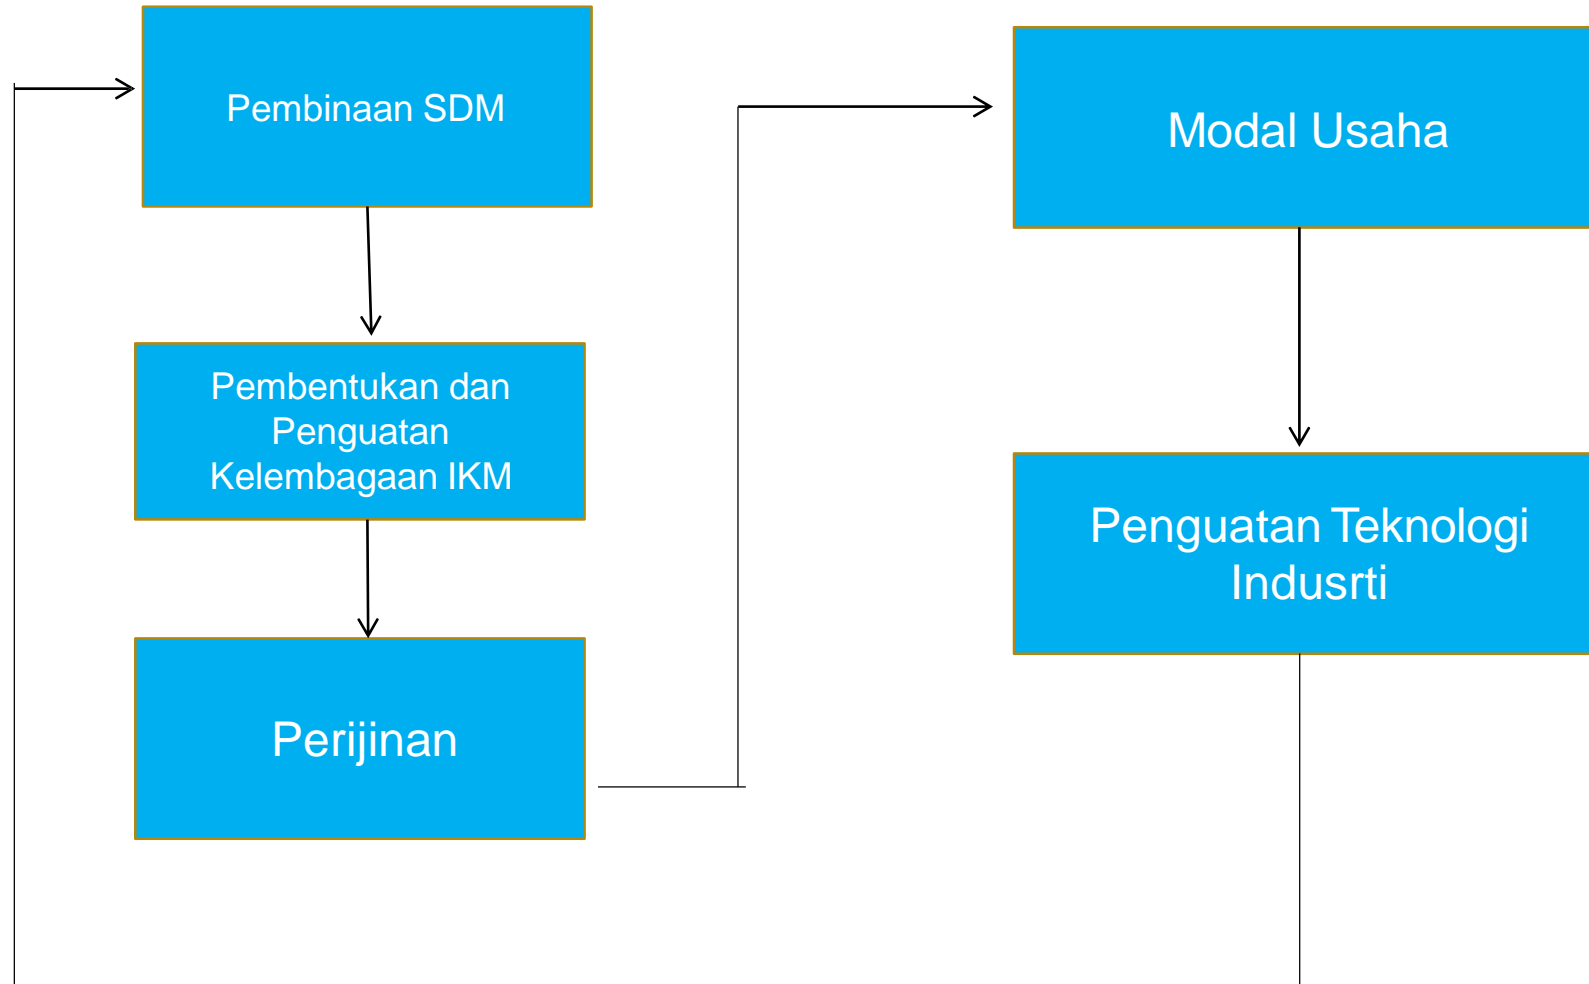 Pembinaan SDM
Pembentukan dan
Penguatan
Kelembagaan IKM
Perijinan
Modal Usaha
Penguatan Teknologi
Indusrti